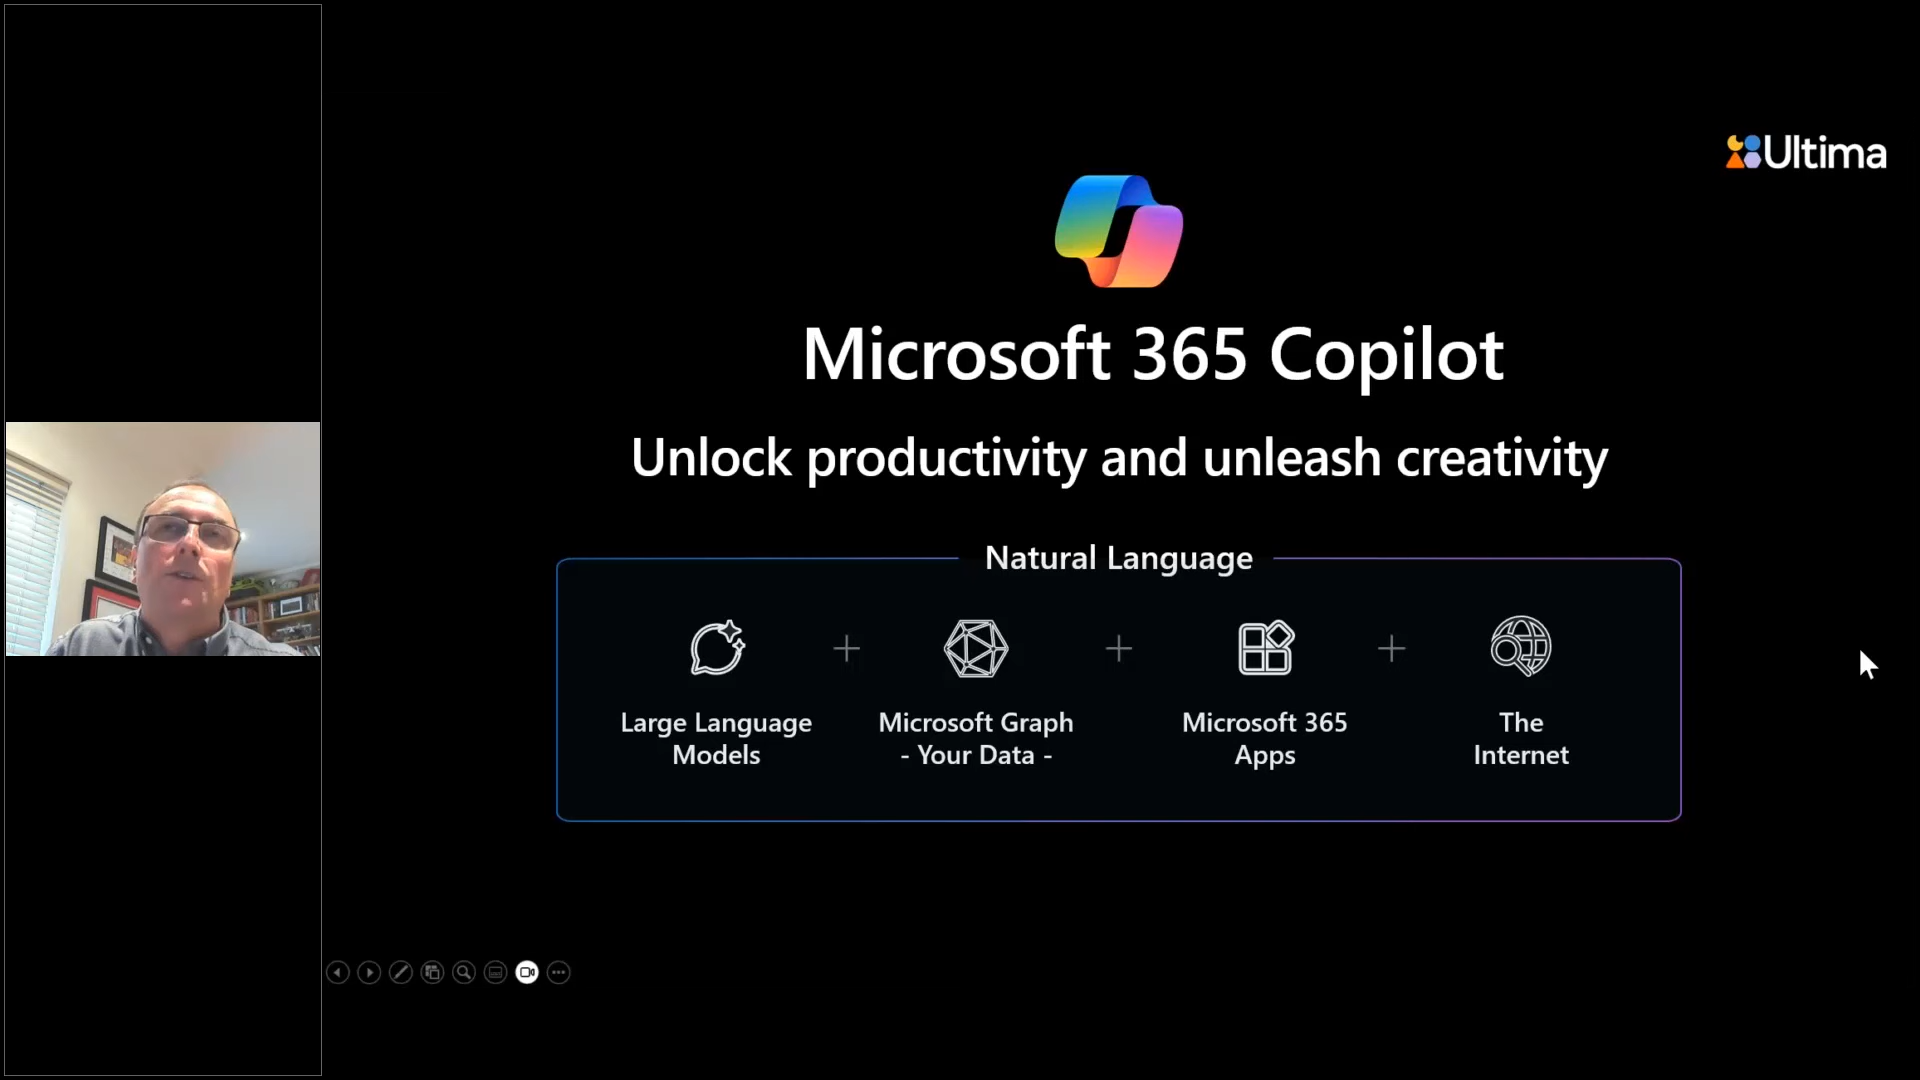 Ultima
Microsoft 365 Copilot
Unlock productivity and unleash creativity
Natural Language
Large Language
Models
Microsoft Graph
- Your Data -
Microsoft 365
Apps
The
Internet